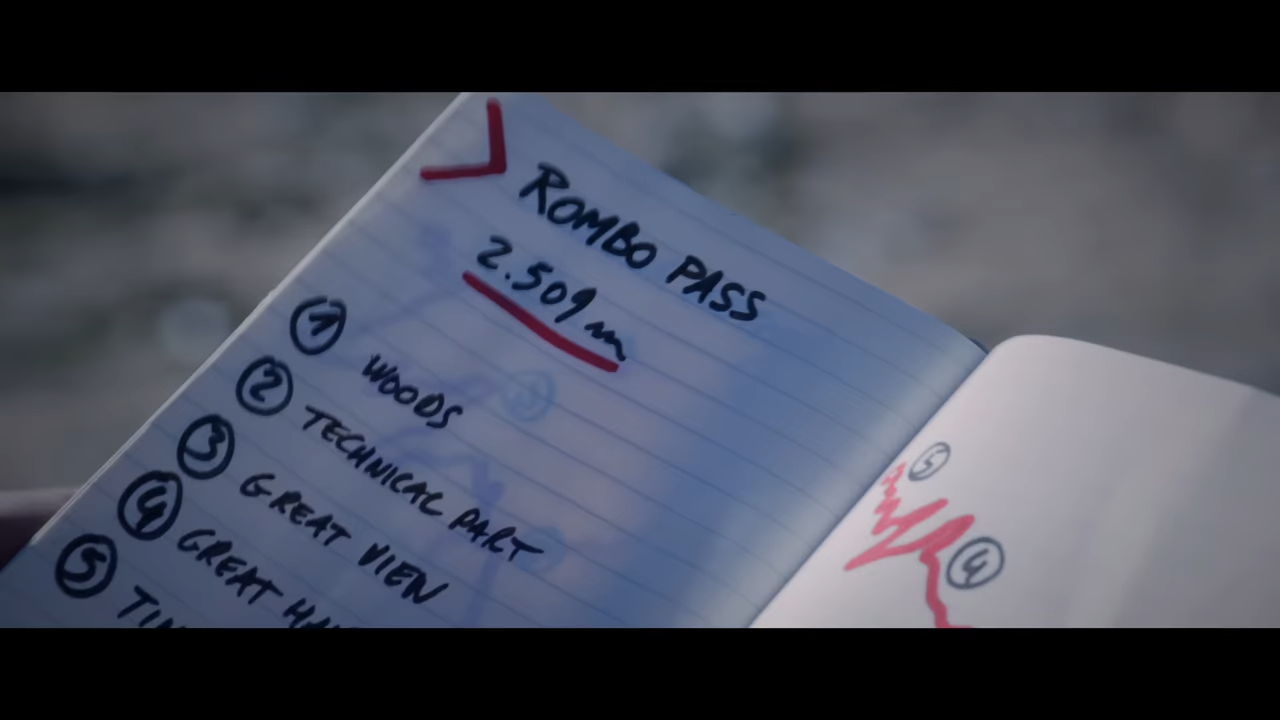 ROMBO PASS
2.509 m
1 WOODS
2 TECHNICAL PART
3 GREAT VIEW
4 GREAT
5
5
4